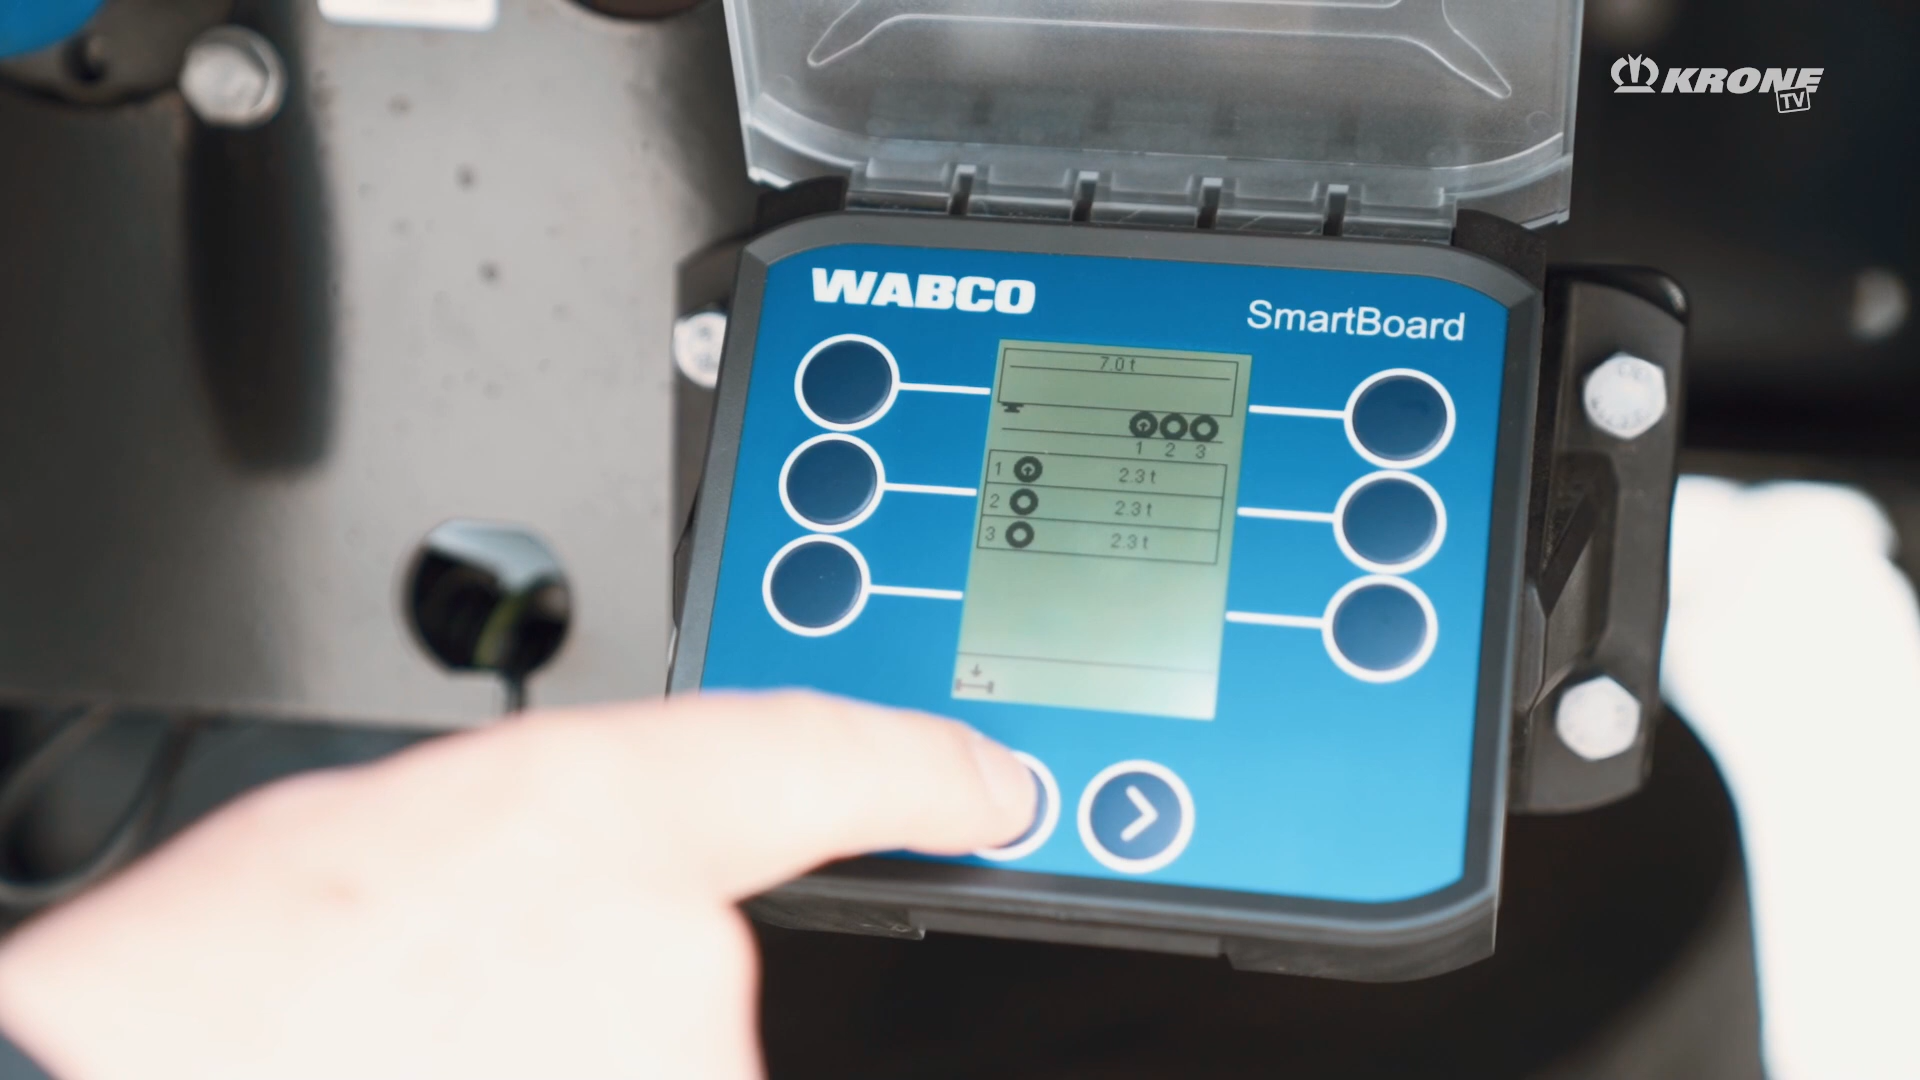 KRONE
TV
WABCO
SmartBoard
7.0 t
1 2 3
1 2.3 t
2 2.3 t
3 2.3 t